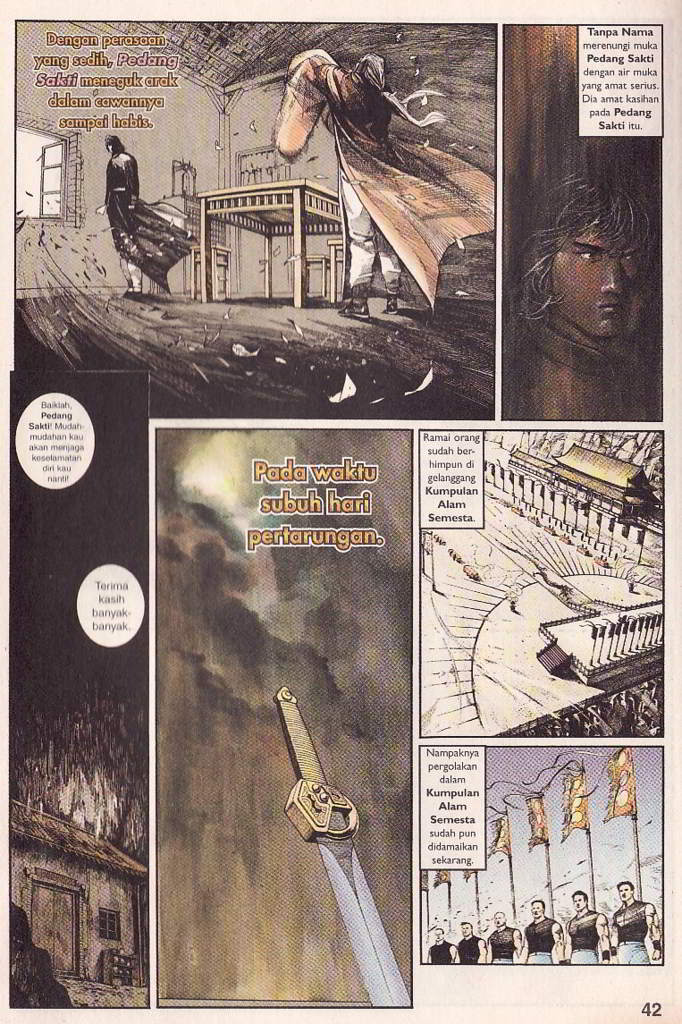 Dengan perasaan
yang sedih, Pedang
Sakti meneguk arak
dalam cawannya
sampai habis.
Tanpa Nama
merenungi muka
Pedang Sakti
dengan air muka
yang amat serius.
Dia amat kasihan
pada Pedang
Sakti itu.
Baiklah,
Pedang
Sakti! Mudah-
mudahan kau
akan menjaga
keselamatan
diri kau
nanti!
Terima
kasih
banyak-
banyak.
Pada waktu
subuh hari
pertarungan.
Ramai orang
sudah ber-
himpun di
gelanggang
Kumpulan
Alam
Semesta.
Nampaknya
pergolakan
dalam
Kumpulan
Alam
Semesta
sudah pun
didamaikan
sekarang.
42